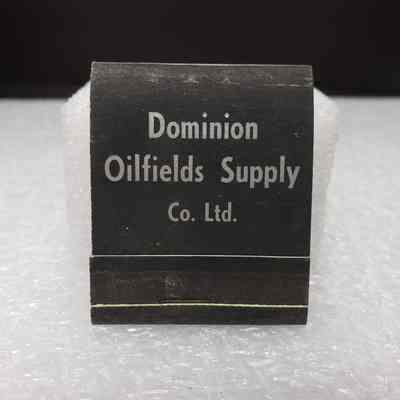 Dominion
Oilfields Supply
Co. Ltd.